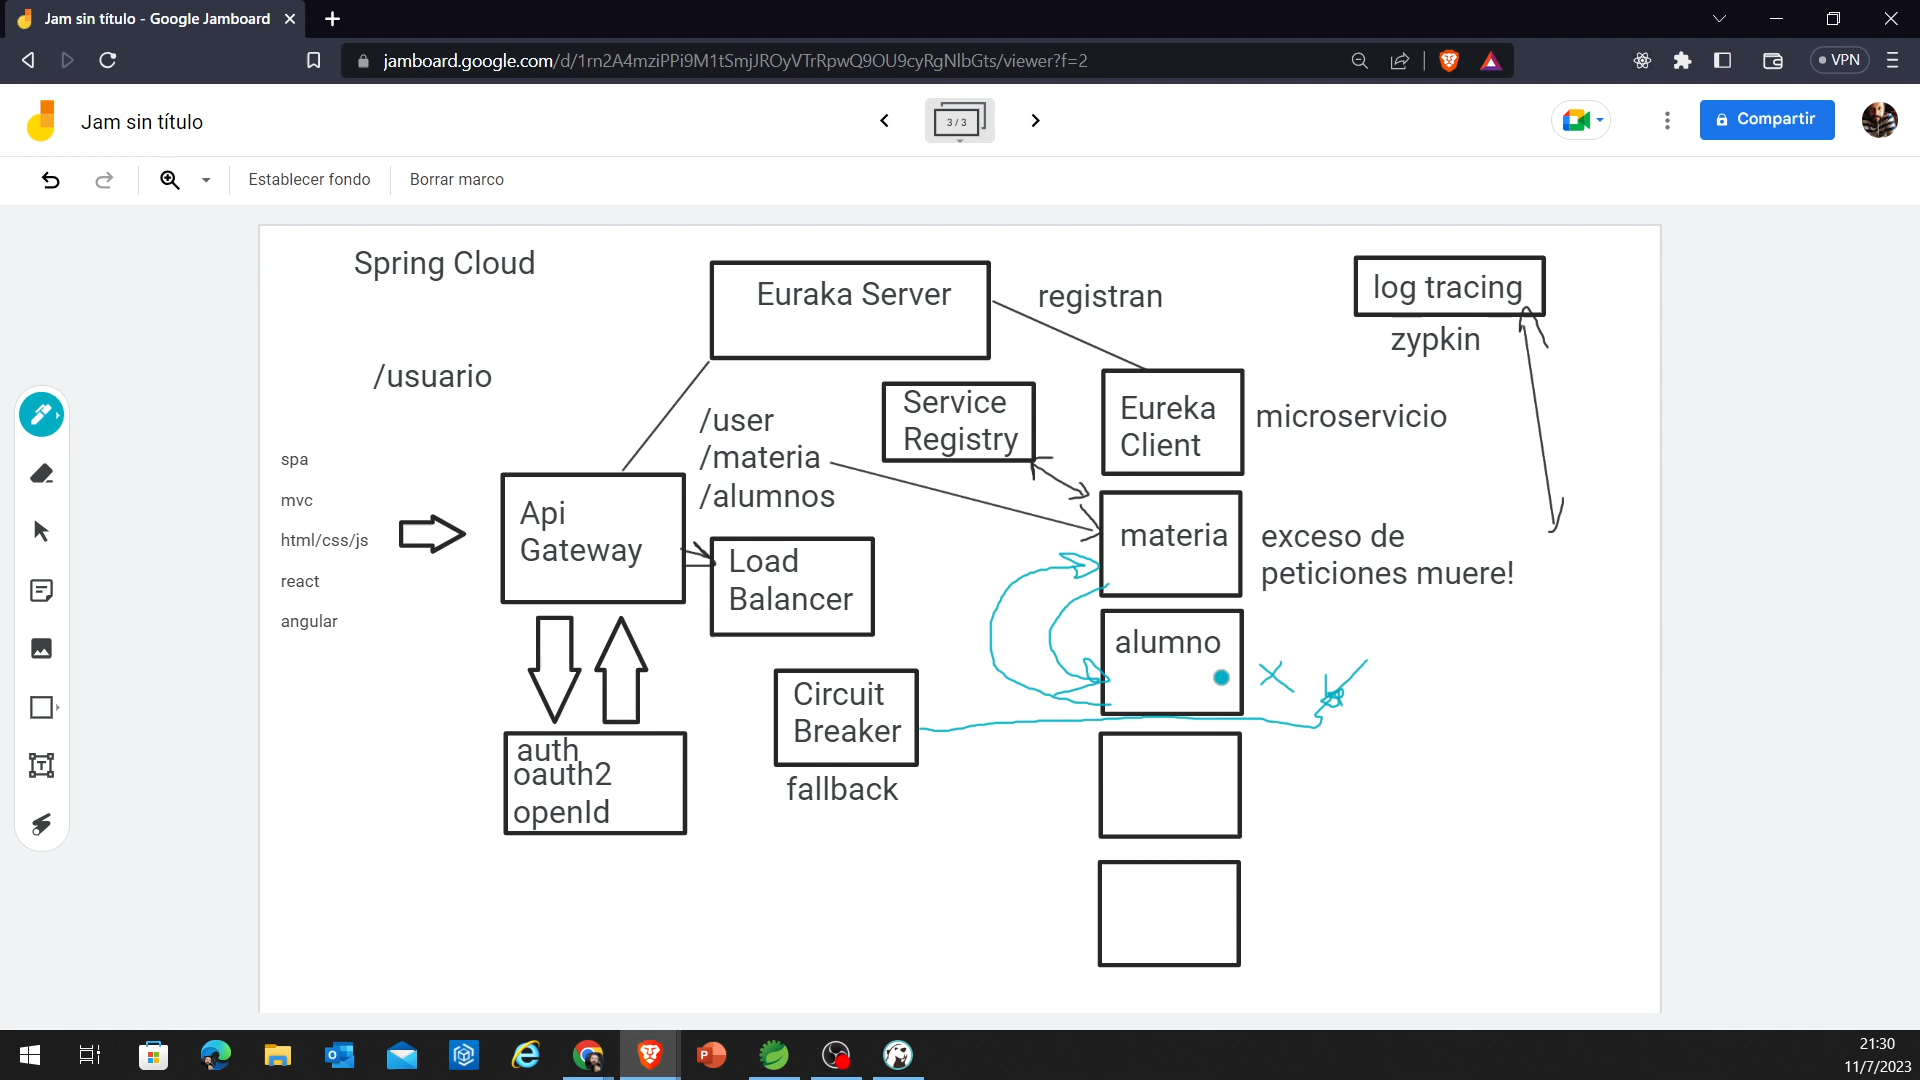 Jam sin título - Google Jamboard
jamboard.google.com/d/1rn2A4mziPPi9M1tSmjJROyVTrRpwQ9OU9cyRgNlbGts/viewer?f=2
VPN
Jam sin título
3 / 3
Compartir
Establecer fondo
Borrar marco
Spring Cloud
Euraka Server
registran
log tracing
zypkin
/usuario
Service
Registry
Eureka
Client
microservicio
/user
/materia
/alumnos
spa
mvc
html/css/js
react
angular
Api
Gateway
Load
Balancer
materia
exceso de
peticiones muere!
alumno
X
Circuit
Breaker
fallback
auth
oauth2
openId
21:30
11/7/2023